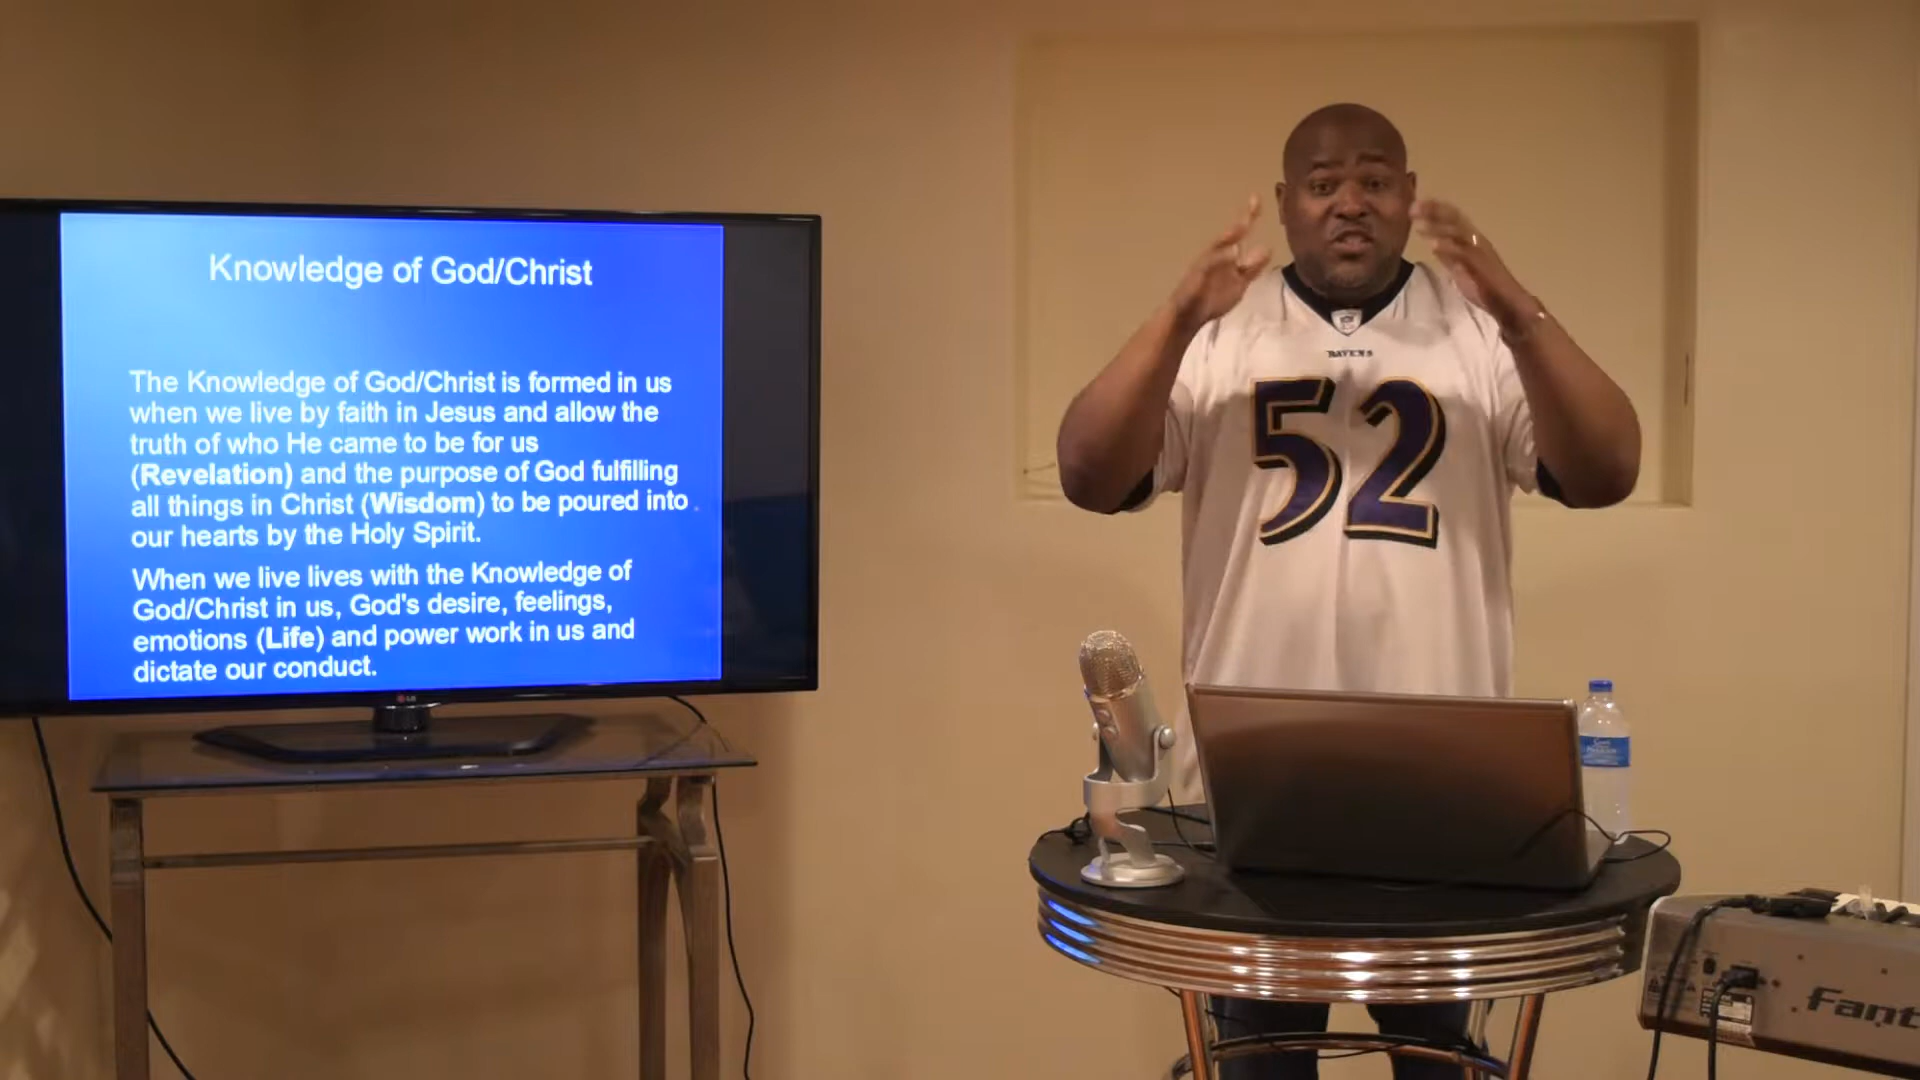 Knowledge of God/Christ
The Knowledge of God/Christ is formed in us
when we live by faith in Jesus and allow the
truth of who He came to be for us
(Revelation) and the purpose of God fulfilling
all things in Christ (Wisdom) to be poured into
our hearts by the Holy Spirit.
When we live lives with the Knowledge of
God/Christ in us, God's desire, feelings,
emotions (Life) and power work in us and
dictate our conduct.
LG
RAVENS
52
Fant